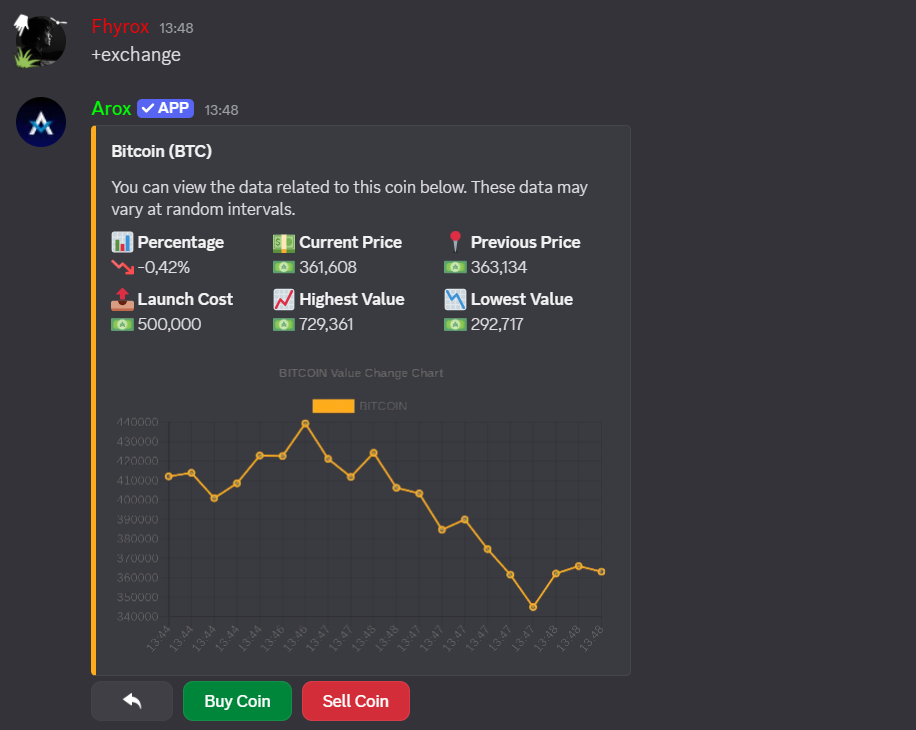 Fhyrox 13:48
+exchange
Arox APP 13:48
Bitcoin (BTC)
You can view the data related to this coin below. These data may
vary at random intervals.
Percentage Current Price Previous Price
-0,42% 361,608 363,134
Launch Cost Highest Value Lowest Value
500,000 729,361 292,717
BITCOIN Value Change Chart
BITCOIN
440000
430000
420000
410000
400000
390000
380000
370000
360000
350000
340000
13:44 13:44 13:44 13:44 13:44 13:46 13:46 13:47 13:47 13:48 13:48 13:47 13:47 13:47 13:47 13:47 13:47 13:48 13:48 13:48
Buy Coin Sell Coin